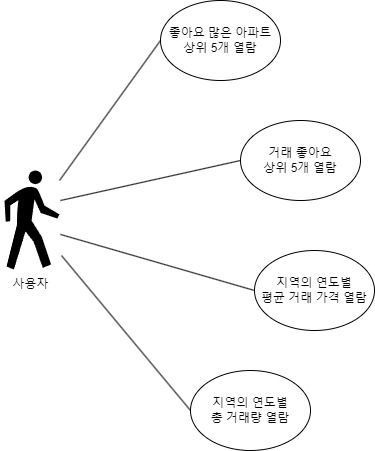 좋아요 많은 아파트
상위 5개 열람
거래 좋아요
상위 5개 열람
사용자
지역의 연도별
평균 거래 가격 열람
지역의 연도별
총 거래량 열람